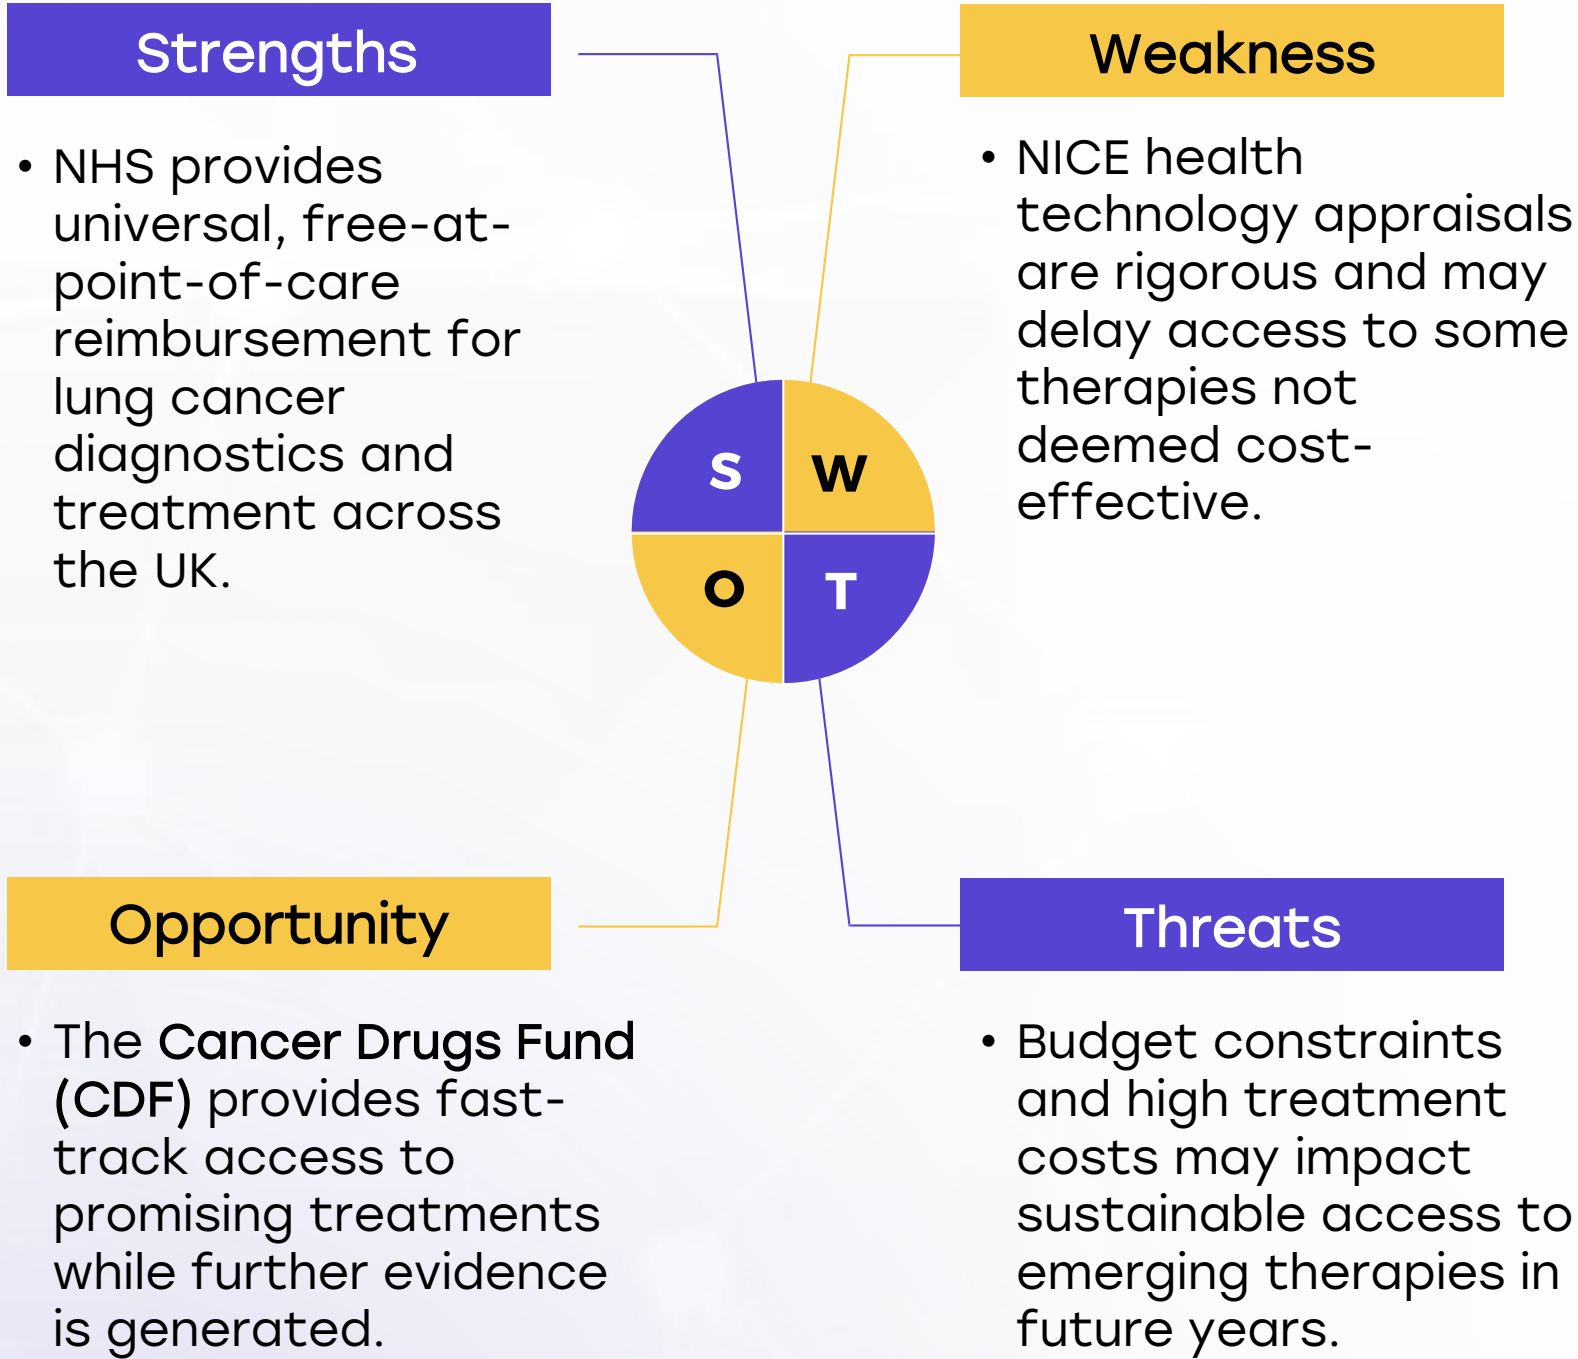 Strengths
• NHS provides
universal, free-at-
point-of-care
reimbursement for
lung cancer
diagnostics and
treatment across
the UK.
Weakness
• NICE health
technology appraisals
are rigorous and may
delay access to some
therapies not
deemed cost-
effective.
S
W
O
T
Opportunity
• The Cancer Drugs Fund
(CDF) provides fast-
track access to
promising treatments
while further evidence
is generated.
Threats
• Budget constraints
and high treatment
costs may impact
sustainable access to
emerging therapies in
future years.